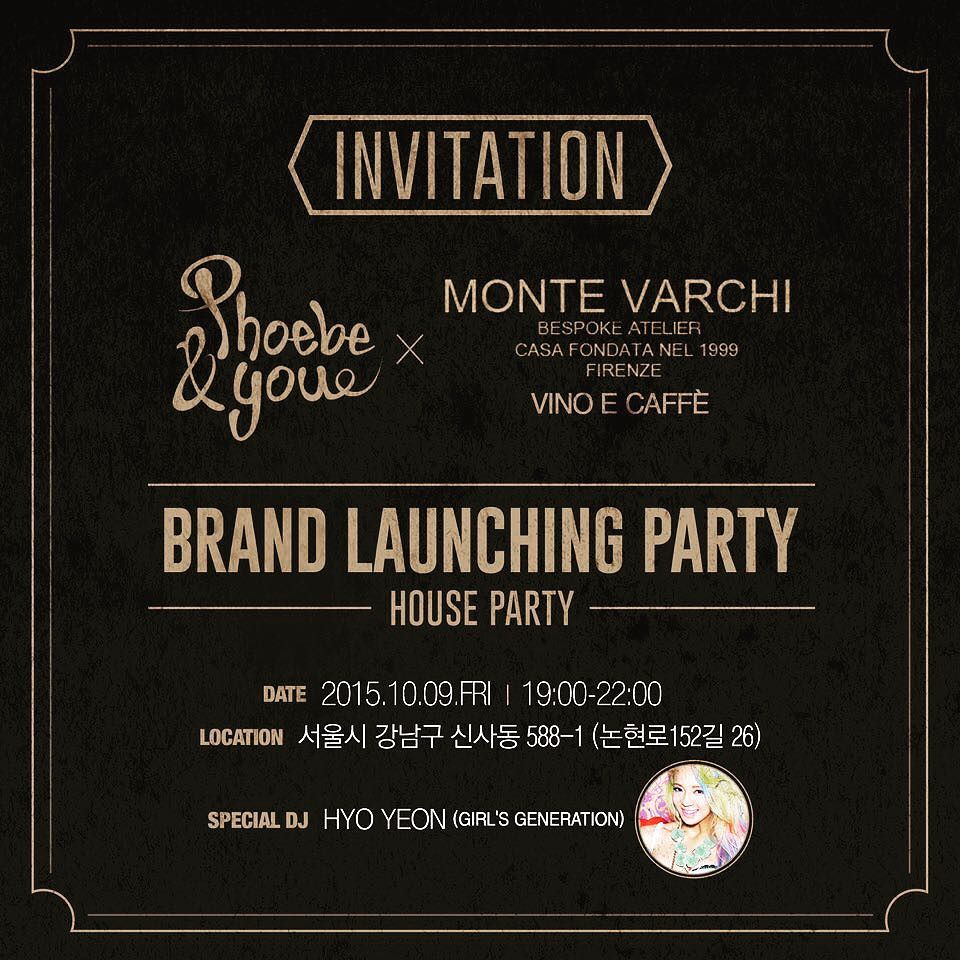 INVITATION
Phoebe
&you
×
MONTE VARCHI
BESPOKE ATELIER
CASA FONDATA NEL 1999
FIRENZE
VINO E CAFFÈ
BRAND LAUNCHING PARTY
HOUSE PARTY
DATE 2015.10.09.FRI | 19:00-22:00
LOCATION 서울시 강남구 신사동 588-1 (논현로152길 26)
SPECIAL DJ HYO YEON (GIRL'S GENERATION)